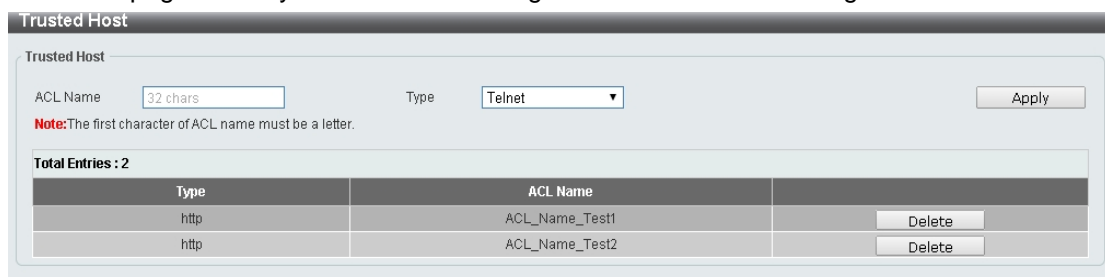 Trusted Host
Trusted Host
ACL Name 32 chars Type Telnet Apply
Note:The first character of ACL name must be a letter.
Total Entries : 2
Type ACL Name
http ACL_Name_Test1 Delete
http ACL_Name_Test2 Delete